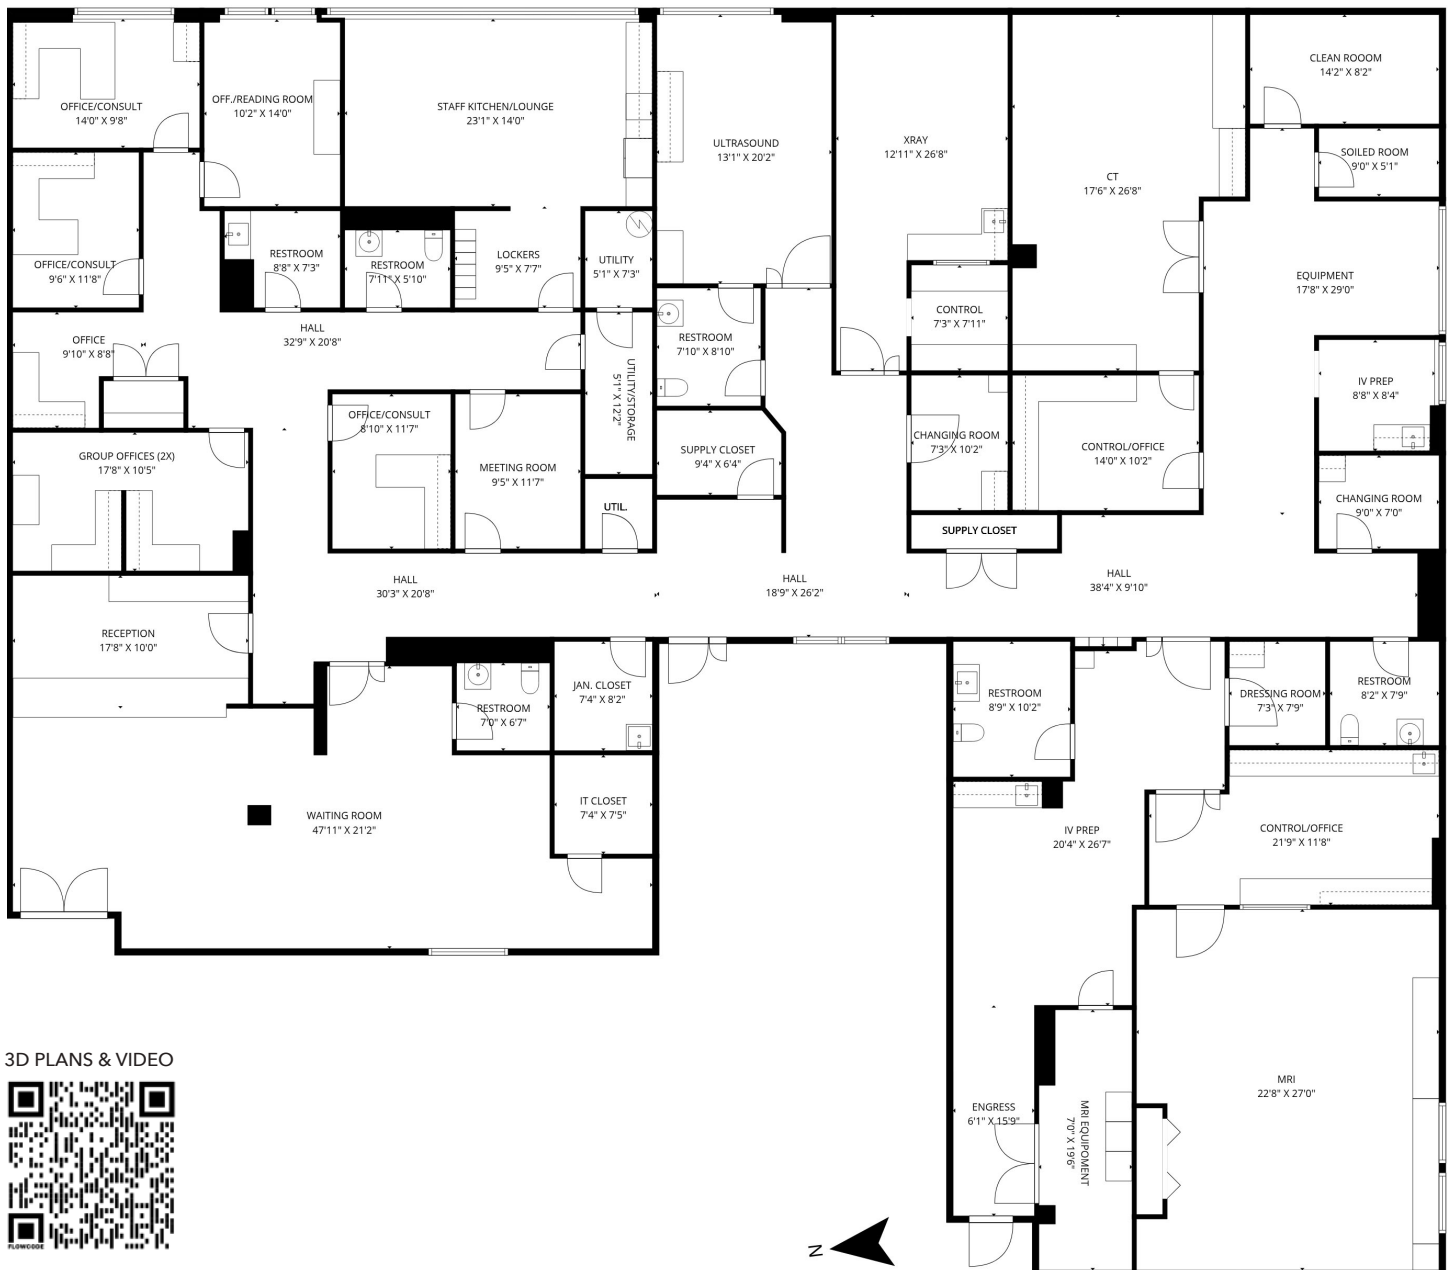 OFFICE/CONSULT
14'0" X 9'8"
OFF./READING ROOM
10'2" X 14'0"
STAFF KITCHEN/LOUNGE
23'1" X 14'0"
ULTRASOUND
13'1" X 20'2"
XRAY
12'11" X 26'8"
CT
17'6" X 26'8"
CLEAN ROOOM
14'2" X 8'2"
SOILED ROOM
9'0" X 5'1"
OFFICE/CONSULT
9'6" X 11'8"
RESTROOM
8'8" X 7'3"
RESTROOM
7'11" X 5'10"
LOCKERS
9'5" X 7'7"
UTILITY
5'1" X 7'3"
EQUIPMENT
17'8" X 29'0"
OFFICE
9'10" X 8'8"
HALL
32'9" X 20'8"
RESTROOM
7'10" X 8'10"
CONTROL
7'3" X 7'11"
UTILITY/STORAGE
5'1" X 12'2"
IV PREP
8'8" X 8'4"
OFFICE/CONSULT
8'10" X 11'7"
GROUP OFFICES (2X)
17'8" X 10'5"
MEETING ROOM
9'5" X 11'7"
SUPPLY CLOSET
9'4" X 6'4"
CHANGING ROOM
7'3" X 10'2"
CONTROL/OFFICE
14'0" X 10'2"
CHANGING ROOM
9'0" X 7'0"
UTIL.
SUPPLY CLOSET
HALL
30'3" X 20'8"
HALL
18'9" X 26'2"
HALL
38'4" X 9'10"
RECEPTION
17'8" X 10'0"
JAN. CLOSET
7'4" X 8'2"
RESTROOM
7'0" X 6'7"
RESTROOM
8'9" X 10'2"
DRESSING ROOM
7'3" X 7'9"
RESTROOM
8'2" X 7'9"
WAITING ROOM
47'11" X 21'2"
IT CLOSET
7'4" X 7'5"
IV PREP
20'4" X 26'7"
CONTROL/OFFICE
21'9" X 11'8"
3D PLANS & VIDEO
FLOWCODE
ENGRESS
6'1" X 15'9"
MRI EQUIPOMENT
7'0" X 19'6"
MRI
22'8" X 27'0"
N